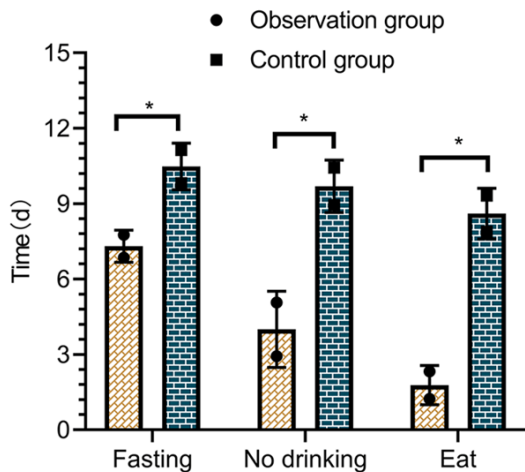 Observation group
Control group
15
12
9
6
3
0
Time(d)
*
*
*
Fasting
No drinking
Eat